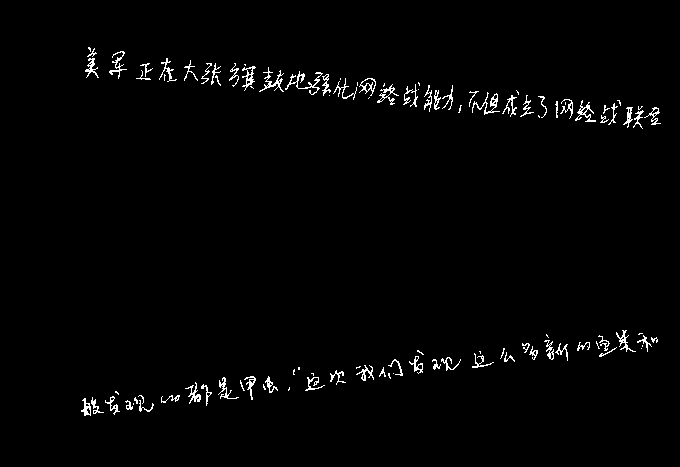 美军正在大张旗鼓地强化网络战能力,不但成立了网络战联合
般发现的都是甲虫,“这次我们发现这么多新的鱼类和